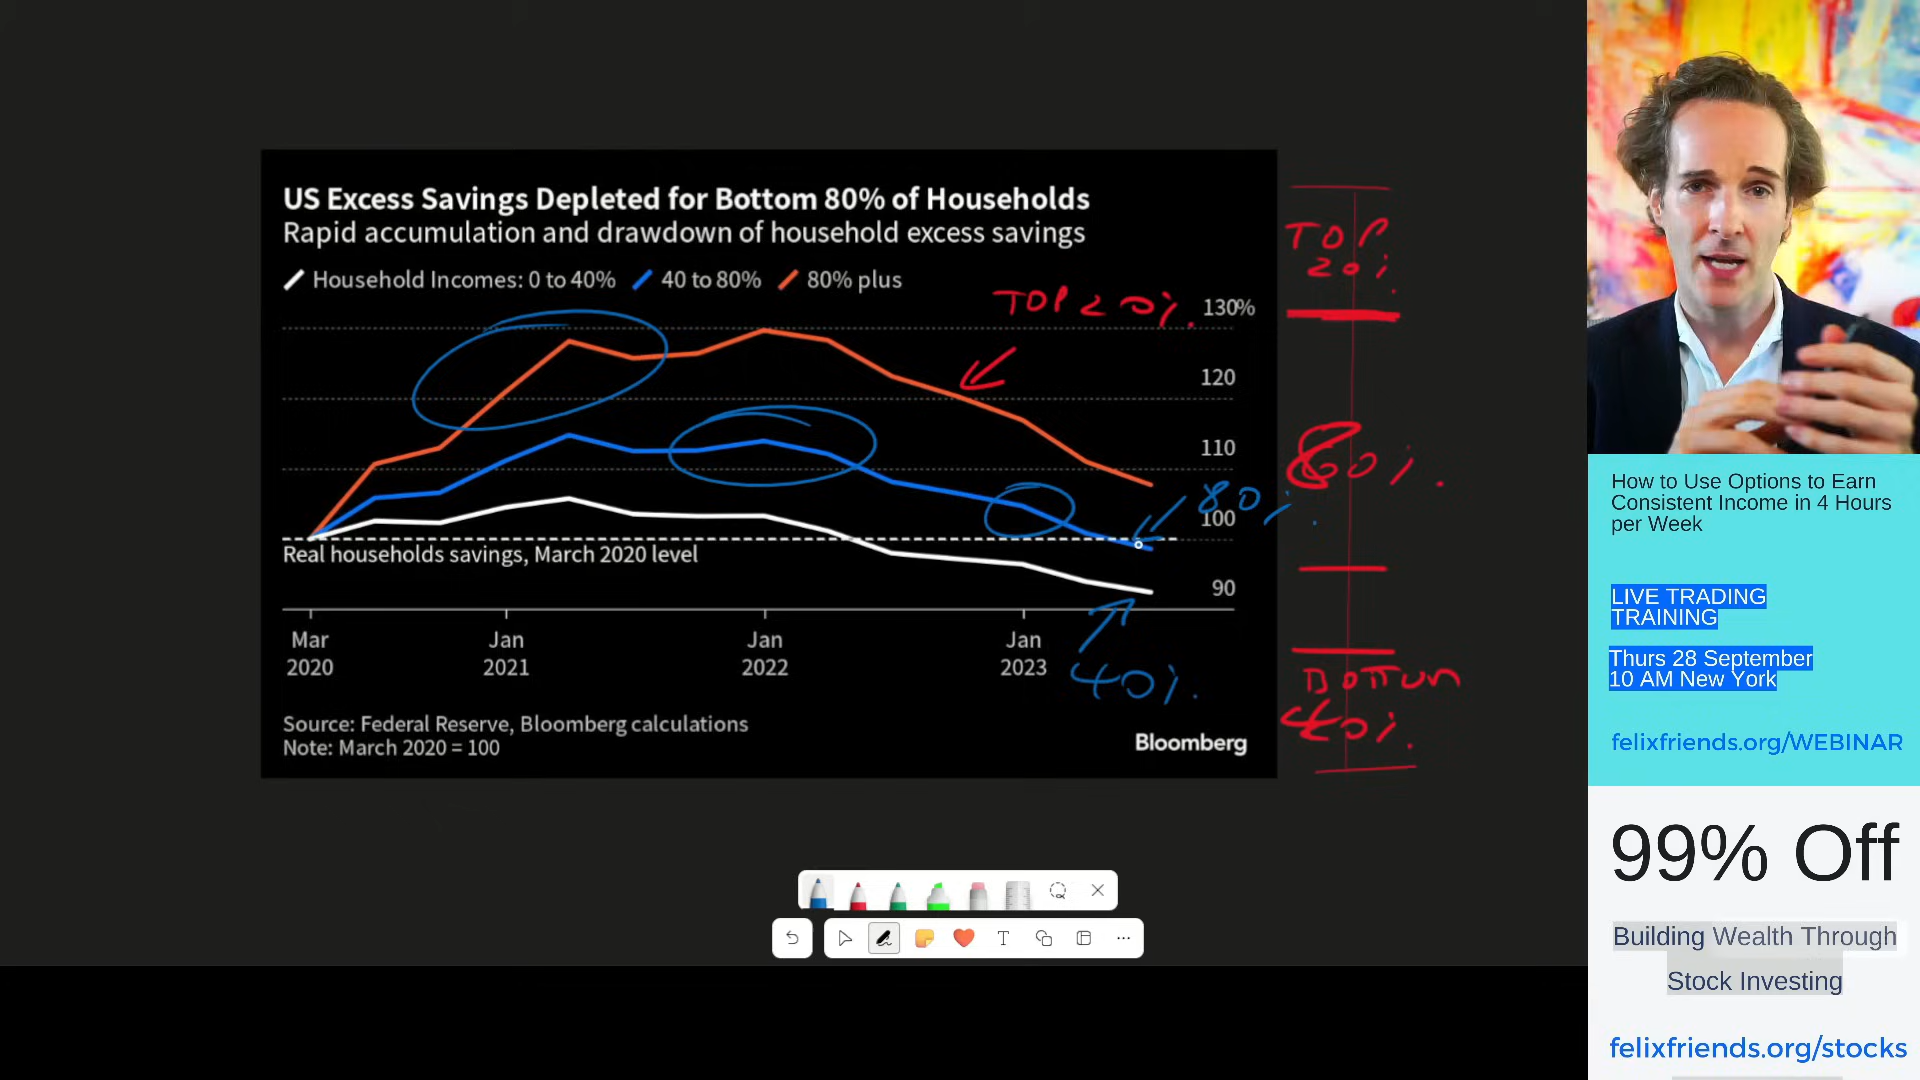 US Excess Savings Depleted for Bottom 80% of Households
Rapid accumulation and drawdown of household excess savings
Household Incomes: 0 to 40% 40 to 80% 80% plus
TOP 20%.
130%
120
110
100
90
80%.
Real households savings, March 2020 level
Mar 2020
Jan 2021
Jan 2022
Jan 2023
40%.
Source: Federal Reserve, Bloomberg calculations
Note: March 2020 = 100
Bloomberg
TOP
20%.
BOTTOM
40%.
T
How to Use Options to Earn
Consistent Income in 4 Hours
per Week
LIVE TRADING
TRAINING
Thurs 28 September
10 AM New York
felixfriends.org/WEBINAR
99% Off
Building Wealth Through
Stock Investing
felixfriends.org/stocks